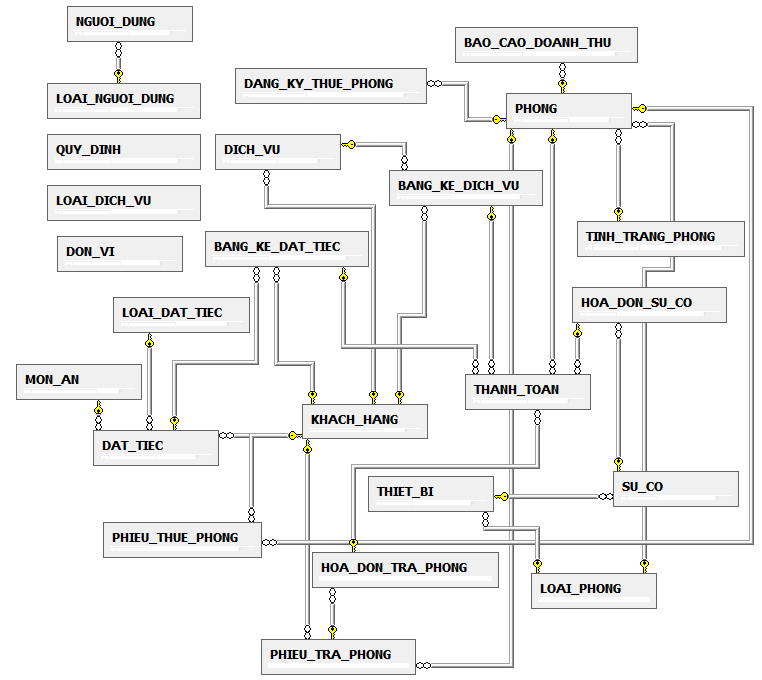 NGUOI_DUNG
BAO_CAO_DOANH_THU
DANG_KY_THUE_PHONG
LOAI_NGUOI_DUNG
PHONG
QUY_DINH
DICH_VU
BANG_KE_DICH_VU
LOAI_DICH_VU
TINH_TRANG_PHONG
BANG_KE_DAT_TIEC
DON_VI
HOA_DON_SU_CO
LOAI_DAT_TIEC
MON_AN
THANH_TOAN
KHACH_HANG
DAT_TIEC
THIET_BI
SU_CO
PHIEU_THUE_PHONG
HOA_DON_TRA_PHONG
LOAI_PHONG
PHIEU_TRA_PHONG